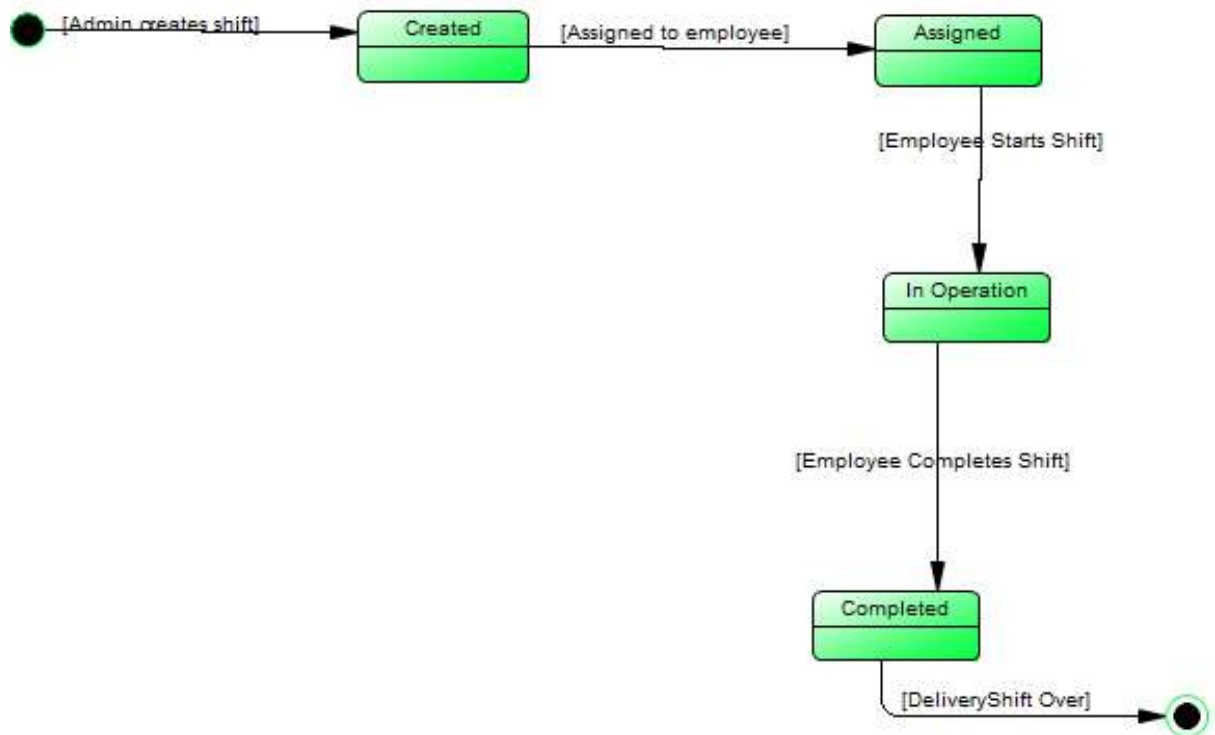 [Admin creates shift]
Created
[Assigned to employee]
Assigned
[Employee Starts Shift]
In Operation
[Employee Completes Shift]
Completed
[DeliveryShift Over]